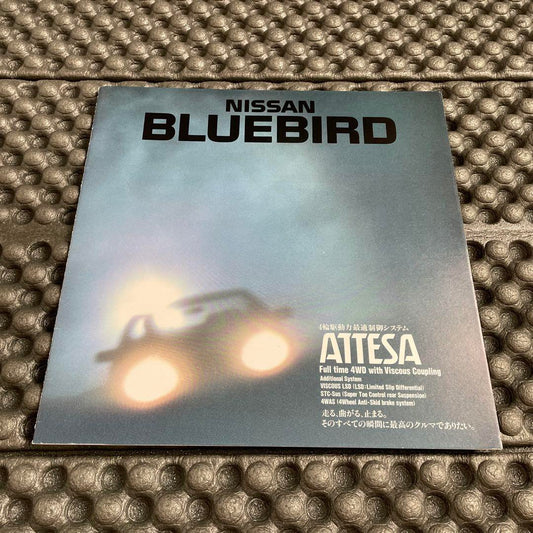 NISSAN
BLUEBIRD
4輪駆動力最適制御システム
ATTESA
Full time 4WD with Viscous Coupling
Additional System
VISCOUS LSD (LSD:Limited Slip Differential)
STC-Sus (Super Toe Control rear Suspension)
4WAS (4Wheel Anti-Skid brake system)
走る、曲がる、止まる。
そのすべての瞬間に最高のクルマでありたい。